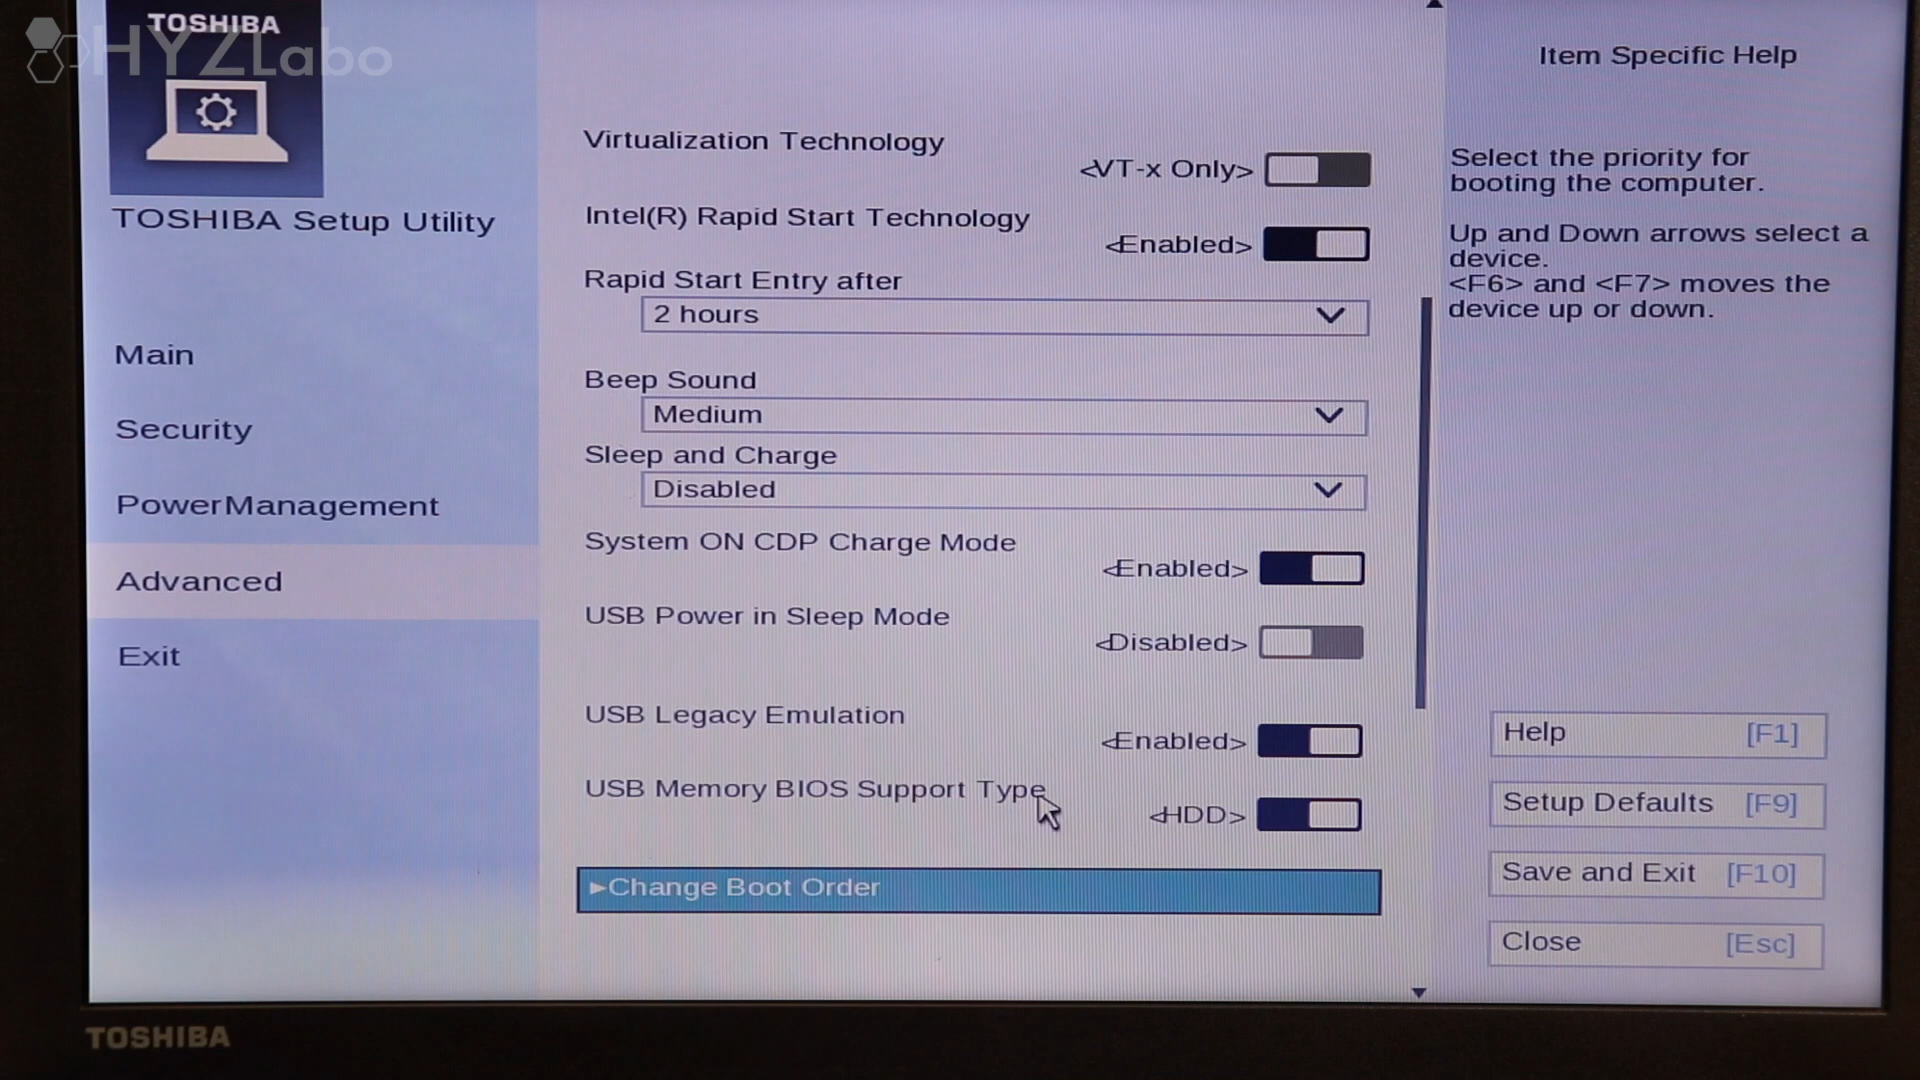 TOSHIBA
HYZLabo
TOSHIBA Setup Utility
Main
Security
PowerManagement
Advanced
Exit
Virtualization Technology
<VT-x Only>
Intel(R) Rapid Start Technology
<Enabled>
Rapid Start Entry after
2 hours
Beep Sound
Medium
Sleep and Charge
Disabled
System ON CDP Charge Mode
<Enabled>
USB Power in Sleep Mode
<Disabled>
USB Legacy Emulation
<Enabled>
USB Memory BIOS Support Type
<HDD>
►Change Boot Order
Item Specific Help
Select the priority for
booting the computer.
Up and Down arrows select a
device.
<F6> and <F7> moves the
device up or down.
Help [F1]
Setup Defaults [F9]
Save and Exit [F10]
Close [Esc]
TOSHIBA